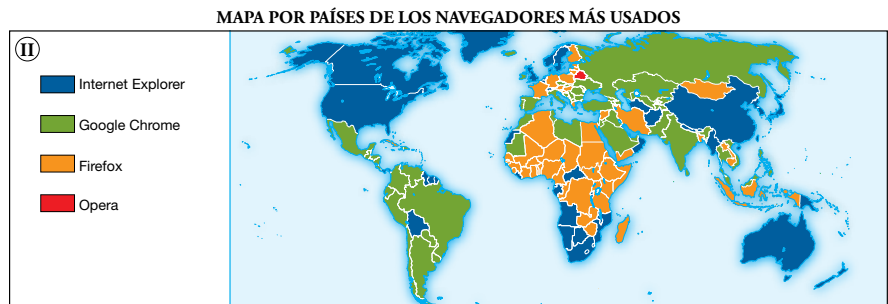 MAPA POR PAÍSES DE LOS NAVEGADORES MÁS USADOS
II
Internet Explorer
Google Chrome
Firefox
Opera